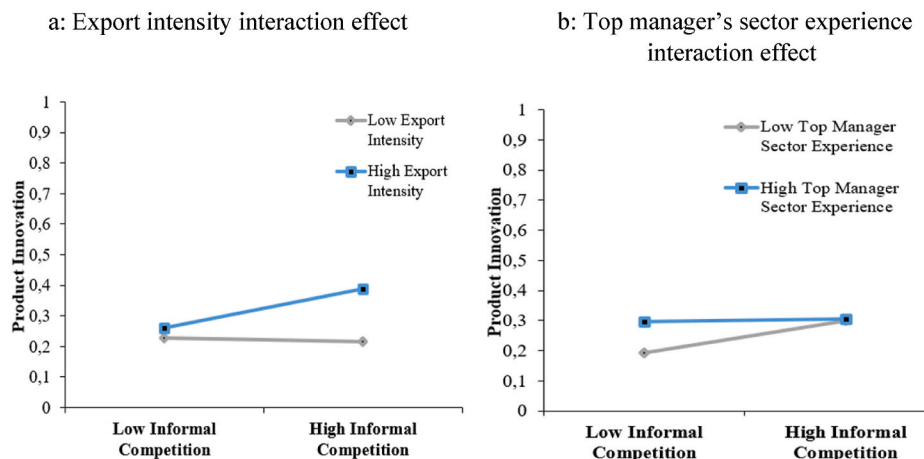 a: Export intensity interaction effect
1
0,9
0,8
0,7
0,6
0,5
0,4
0,3
0,2
0,1
0
Product Innovation
Low Export
Intensity
High Export
Intensity
Low Informal
Competition
High Informal
Competition
b: Top manager's sector experience
interaction effect
1
0,9
0,8
0,7
0,6
0,5
0,4
0,3
0,2
0,1
0
Product Innovation
Low Top Manager
Sector Experience
High Top Manager
Sector Experience
Low Informal
Competition
High Informal
Competition